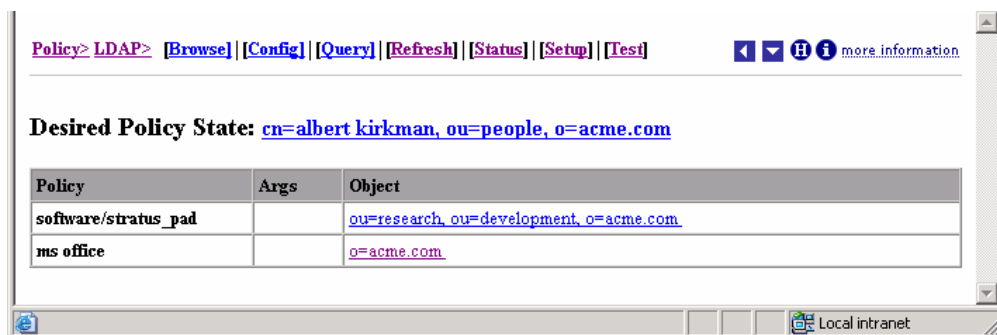 Policy> LDAP> [Browse] | [Config] | [Query] | [Refresh] | [Status] | [Setup] | [Test] more information
Desired Policy State: cn=albert kirkman, ou=people, o=acme.com
Policy Args Object
software/stratus_pad ou=research, ou=development, o=acme.com
ms office o=acme.com
Local intranet